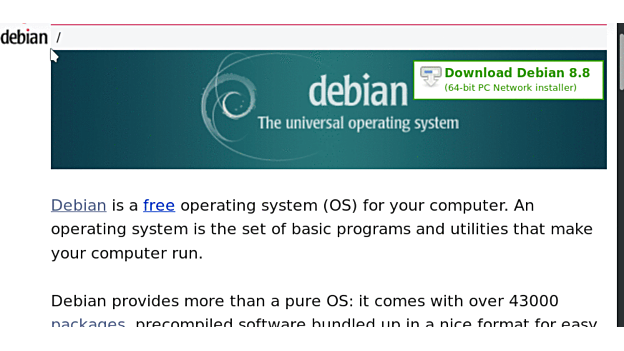 debian /
debian
Download Debian 8.8
(64-bit PC Network installer)
The universal operating system
Debian is a free operating system (OS) for your computer. An
operating system is the set of basic programs and utilities that make
your computer run.
Debian provides more than a pure OS: it comes with over 43000
packages, precompiled software bundled up in a nice format for easy